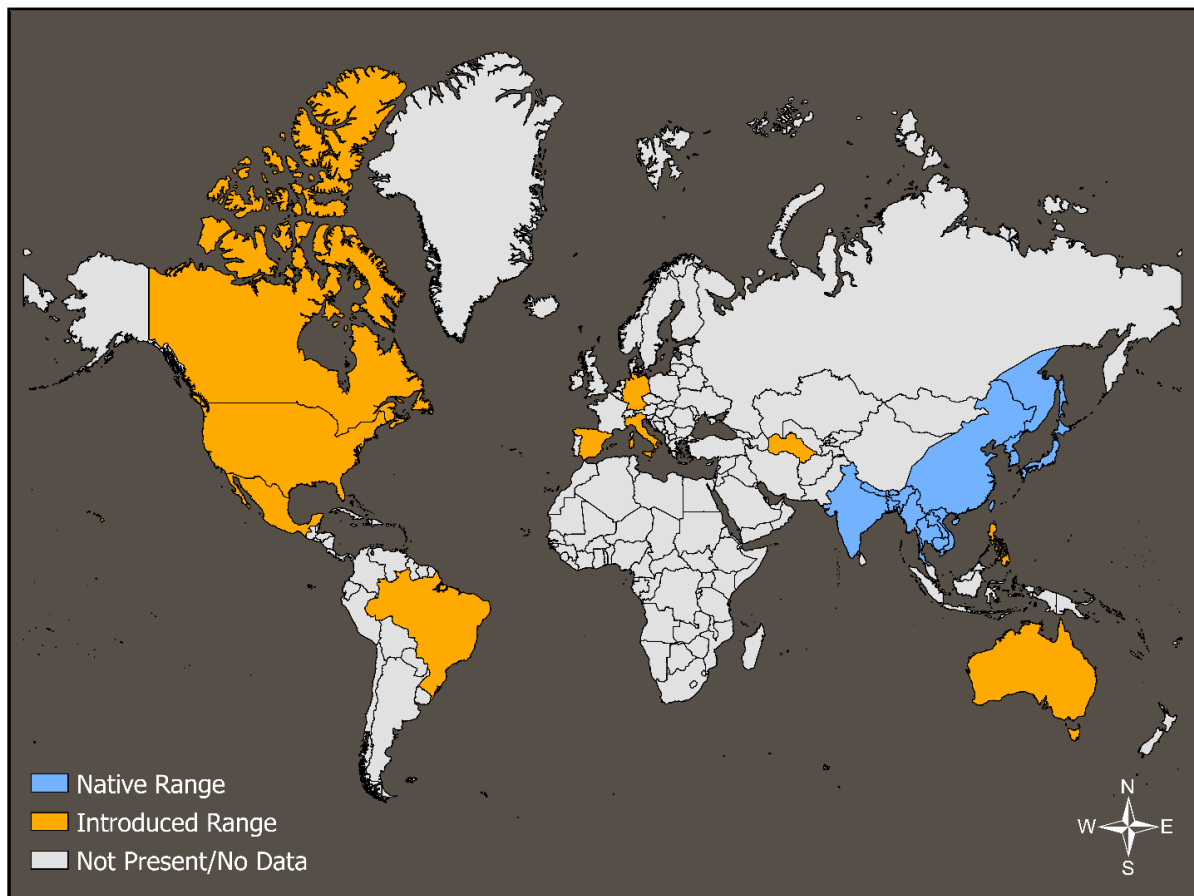 Native Range
Introduced Range
Not Present/No Data
N
W E
S